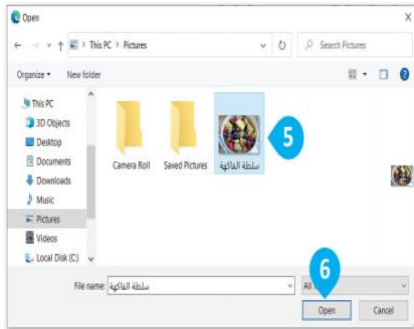 Open
This PC > Pictures
Search Pictures
Organize
New folder
This PC
3D Objects
Desktop
Documents
Downloads
Music
Pictures
Videos
Local Disk (C)
Camera Roll
Saved Pictures
سلطة الفاكهة
5
6
File name:
سلطة الفاكهة
All
Open
Cancel